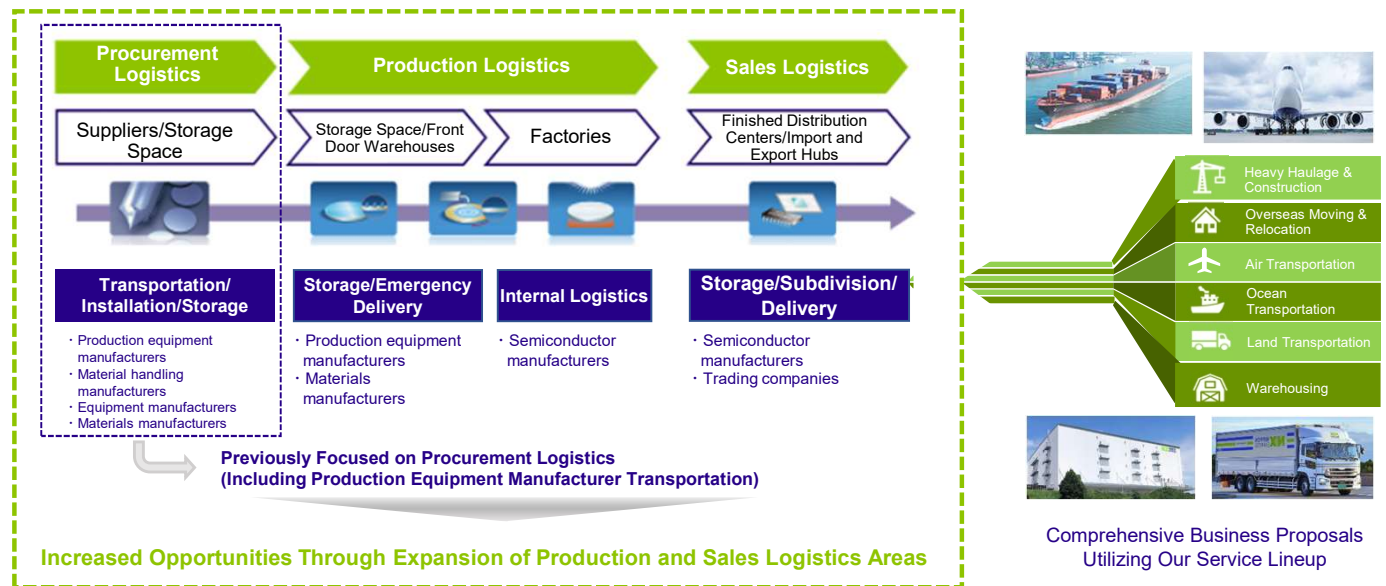 Procurement
Logistics
Production Logistics
Sales Logistics
Suppliers/Storage
Space
Storage Space/Front
Door Warehouses
Factories
Finished Distribution
Centers/Import and
Export Hubs
Transportation/
Installation/Storage
Storage/Emergency
Delivery
Internal Logistics
Storage/Subdivision/
Delivery
・Production equipment
manufacturers
・Material handling
manufacturers
・Equipment manufacturers
・Materials manufacturers
・Production equipment
manufacturers
・Materials
manufacturers
・Semiconductor
manufacturers
・Semiconductor
manufacturers
・Trading companies
Previously Focused on Procurement Logistics
(Including Production Equipment Manufacturer Transportation)
Increased Opportunities Through Expansion of Production and Sales Logistics Areas
Heavy Haulage &
Construction
Overseas Moving &
Relocation
Air Transportation
Ocean
Transportation
Land Transportation
Warehousing
NX
Comprehensive Business Proposals
Utilizing Our Service Lineup